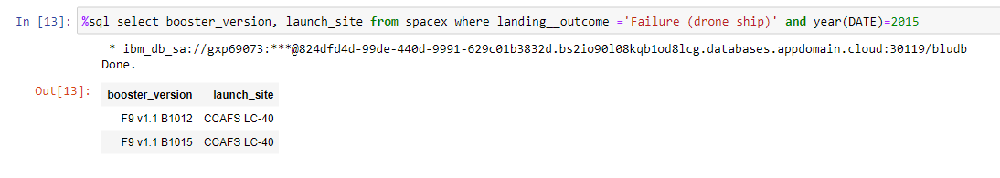 In [13]: %sql select booster_version, launch_site from spacex where landing__outcome ='Failure (drone ship)' and year(DATE)=2015
* ibm_db_sa://gxp69073:***@824dfd4d-99de-440d-9991-629c01b3832d.bs2io90l08kqb1od8lcg.databases.appdomain.cloud:30119/bludb
Done.
Out[13]: booster_version launch_site
F9 v1.1 B1012 CCAFS LC-40
F9 v1.1 B1015 CCAFS LC-40